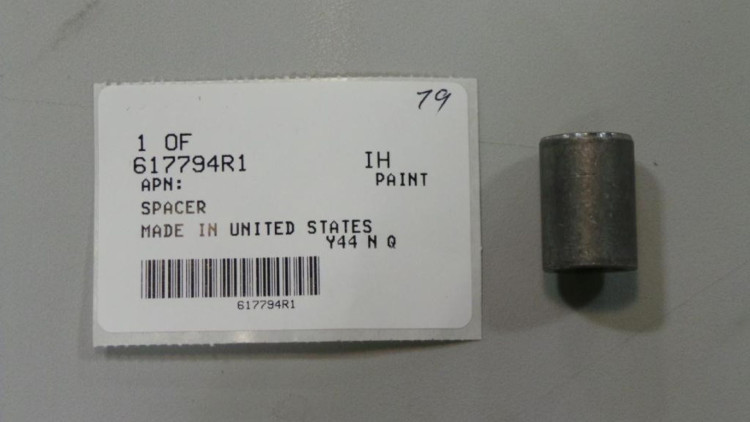 79
1 OF
617794R1 IH
APN: PAINT
SPACER
MADE IN UNITED STATES
Y44 N Q
617794R1